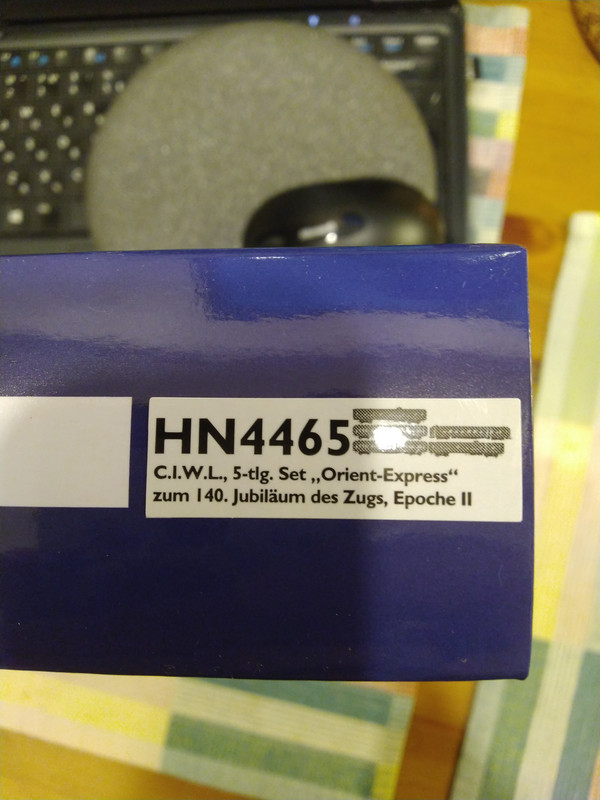 HN4465
C.I.W.L., 5-tlg. Set „Orient-Express“
zum 140. Jubiläum des Zugs, Epoche II